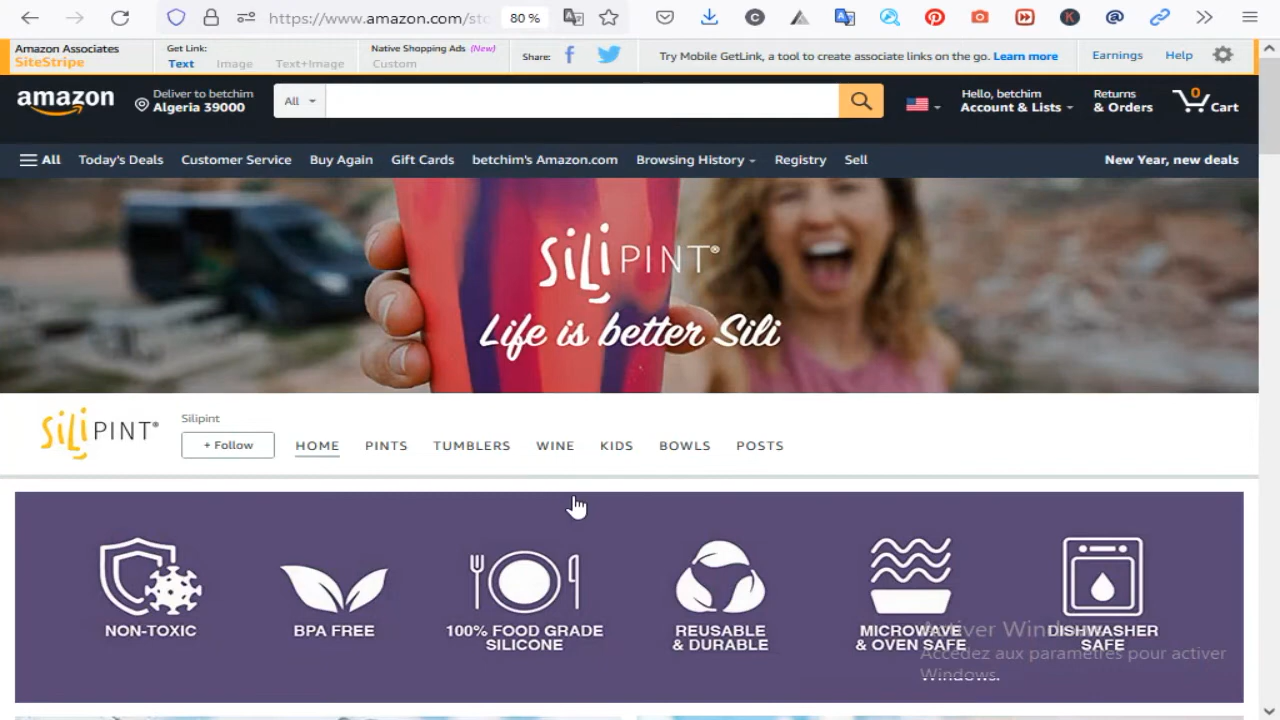 https://www.amazon.com/sto
80 %
Amazon Associates
SiteStripe
Get Link:
Text
Image
Text+Image
Native Shopping Ads (New)
Custom
Share:
Try Mobile GetLink, a tool to create associate links on the go. Learn more
Earnings
Help
amazon
Deliver to betchim
Algeria 39000
All
Hello, betchim
Account & Lists
Returns
& Orders
0
Cart
All
Today's Deals
Customer Service
Buy Again
Gift Cards
betchim's Amazon.com
Browsing History
Registry
Sell
New Year, new deals
SiLiPINT®
Life is better Sili
SiLiPINT®
Silipint
+ Follow
HOME
PINTS
TUMBLERS
WINE
KIDS
BOWLS
POSTS
NON-TOXIC
BPA FREE
100% FOOD GRADE
SILICONE
REUSABLE
& DURABLE
MICROWAVE
& OVEN SAFE
DISHWASHER
SAFE
Activer Windows
Accédez aux paramètres pour activer
Windows.